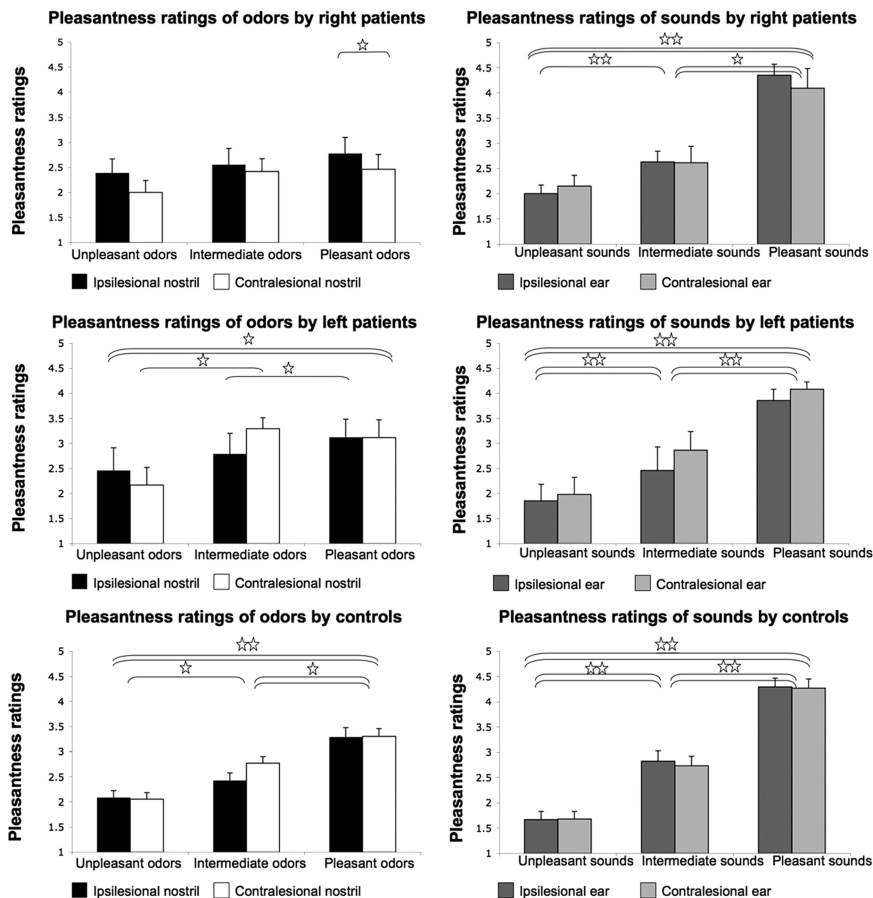 Pleasantness ratings of odors by right patients
Pleasantness ratings
5
4.5
4
3.5
3
2.5
2
1.5
1
Unpleasant odors Intermediate odors Pleasant odors
Ipsilesional nostril Contralesional nostril
Pleasantness ratings of sounds by right patients
Pleasantness ratings
5
4.5
4
3.5
3
2.5
2
1.5
1
Unpleasant sounds Intermediate sounds Pleasant sounds
Ipsilesional ear Contralesional ear
Pleasantness ratings of odors by left patients
Pleasantness ratings
5
4.5
4
3.5
3
2.5
2
1.5
1
Unpleasant odors Intermediate odors Pleasant odors
Ipsilesional nostril Contralesional nostril
Pleasantness ratings of sounds by left patients
Pleasantness ratings
5
4.5
4
3.5
3
2.5
2
1.5
1
Unpleasant sounds Intermediate sounds Pleasant sounds
Ipsilesional ear Contralesional ear
Pleasantness ratings of odors by controls
Pleasantness ratings
5
4.5
4
3.5
3
2.5
2
1.5
1
Unpleasant odors Intermediate odors Pleasant odors
Ipsilesional nostril Contralesional nostril
Pleasantness ratings of sounds by controls
Pleasantness ratings
5
4.5
4
3.5
3
2.5
2
1.5
1
Unpleasant sounds Intermediate sounds Pleasant sounds
Ipsilesional ear Contralesional ear